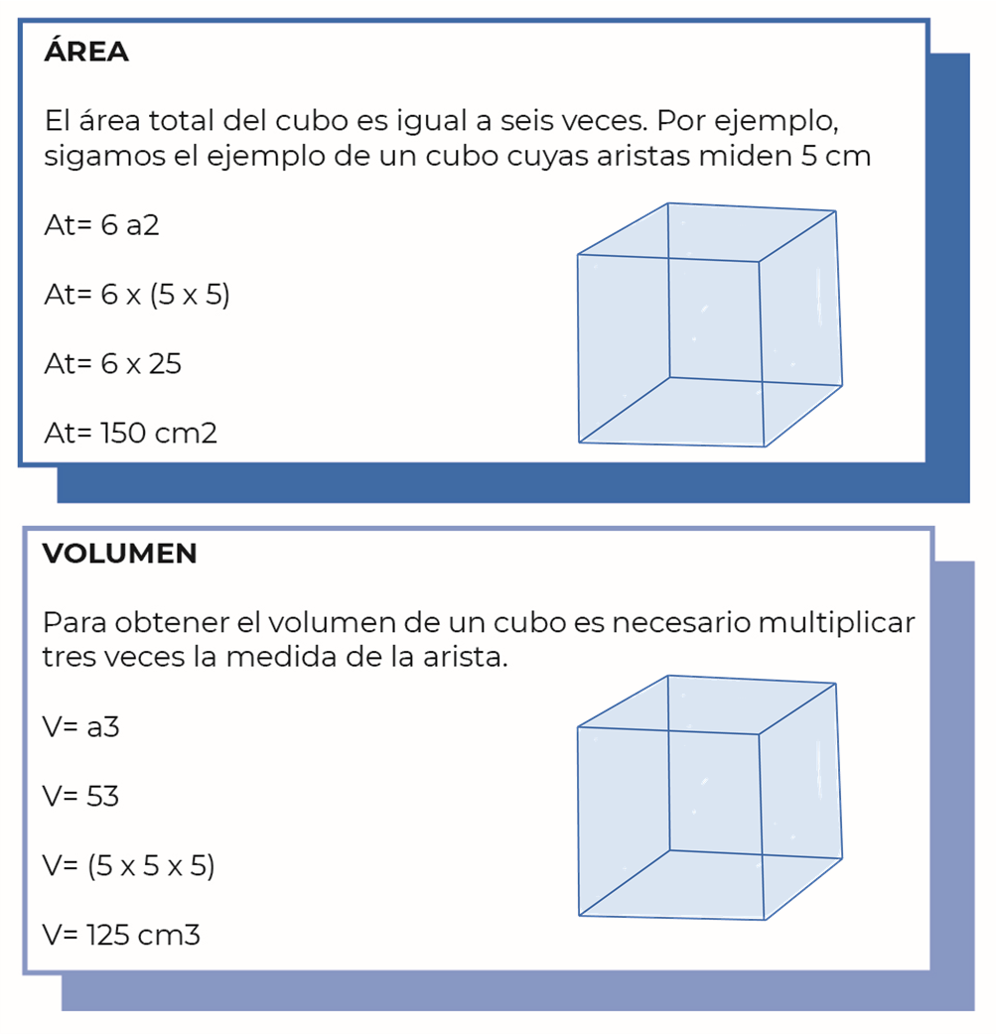 ÁREA
El área total del cubo es igual a seis veces. Por ejemplo,
sigamos el ejemplo de un cubo cuyas aristas miden 5 cm
At= 6 a2
At= 6 x (5 x 5)
At= 6 x 25
At= 150 cm2
VOLUMEN
Para obtener el volumen de un cubo es necesario multiplicar
tres veces la medida de la arista.
V= a3
V= 53
V= (5 x 5 x 5)
V= 125 cm3